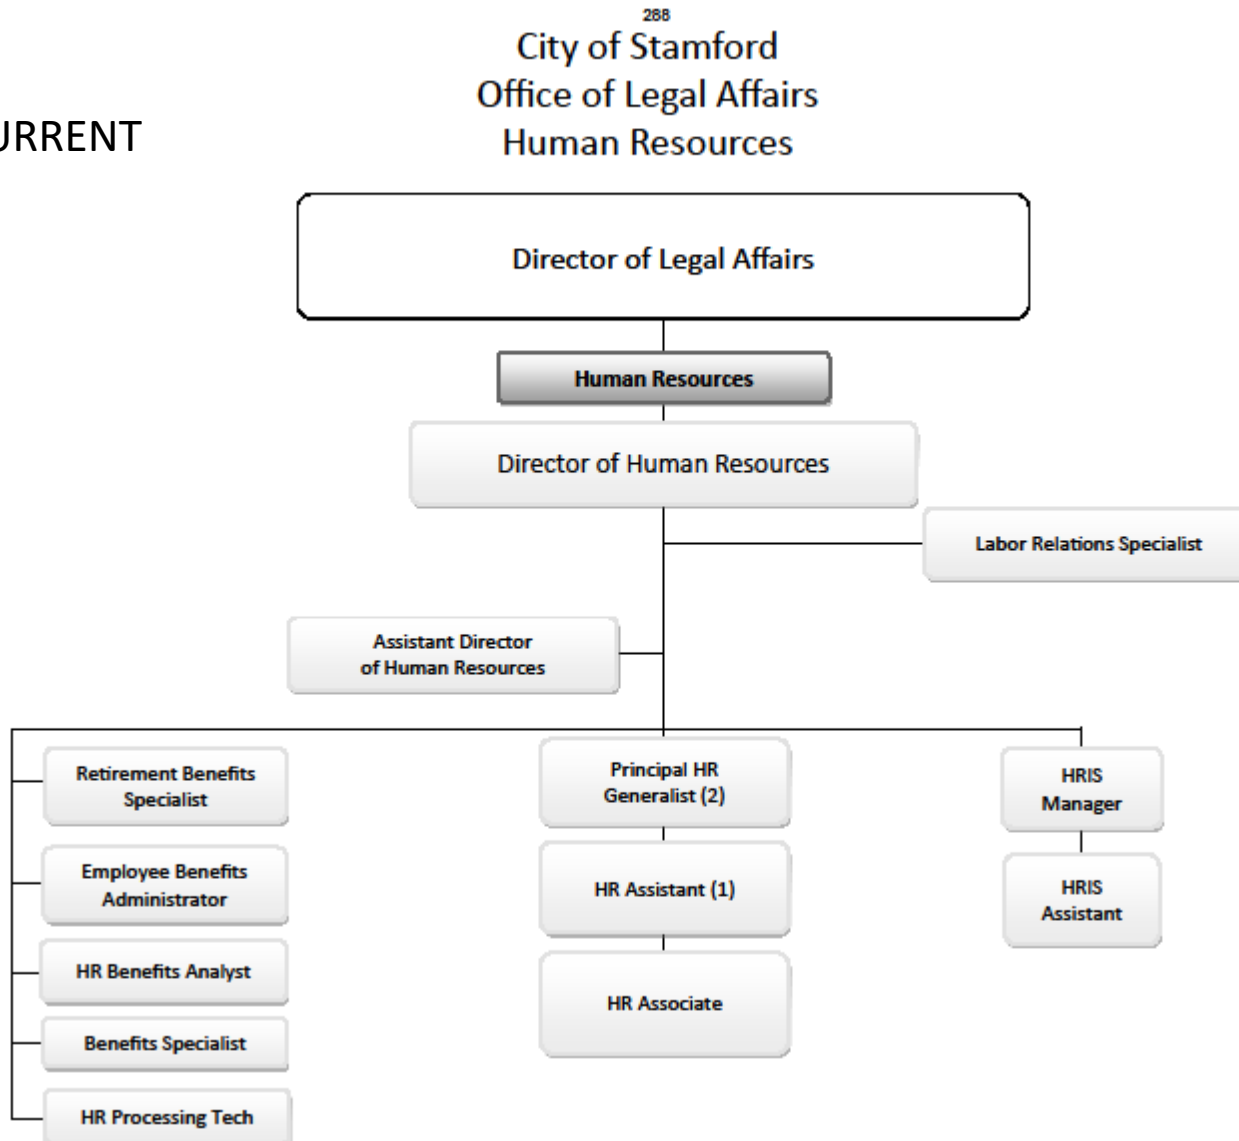 288
City of Stamford
Office of Legal Affairs
Human Resources
URRENT
Director of Legal Affairs
Human Resources
Director of Human Resources
Labor Relations Specialist
Assistant Director
of Human Resources
Retirement Benefits
Specialist
Employee Benefits
Administrator
HR Benefits Analyst
Benefits Specialist
HR Processing Tech
Principal HR
Generalist (2)
HR Assistant (1)
HR Associate
HRIS
Manager
HRIS
Assistant